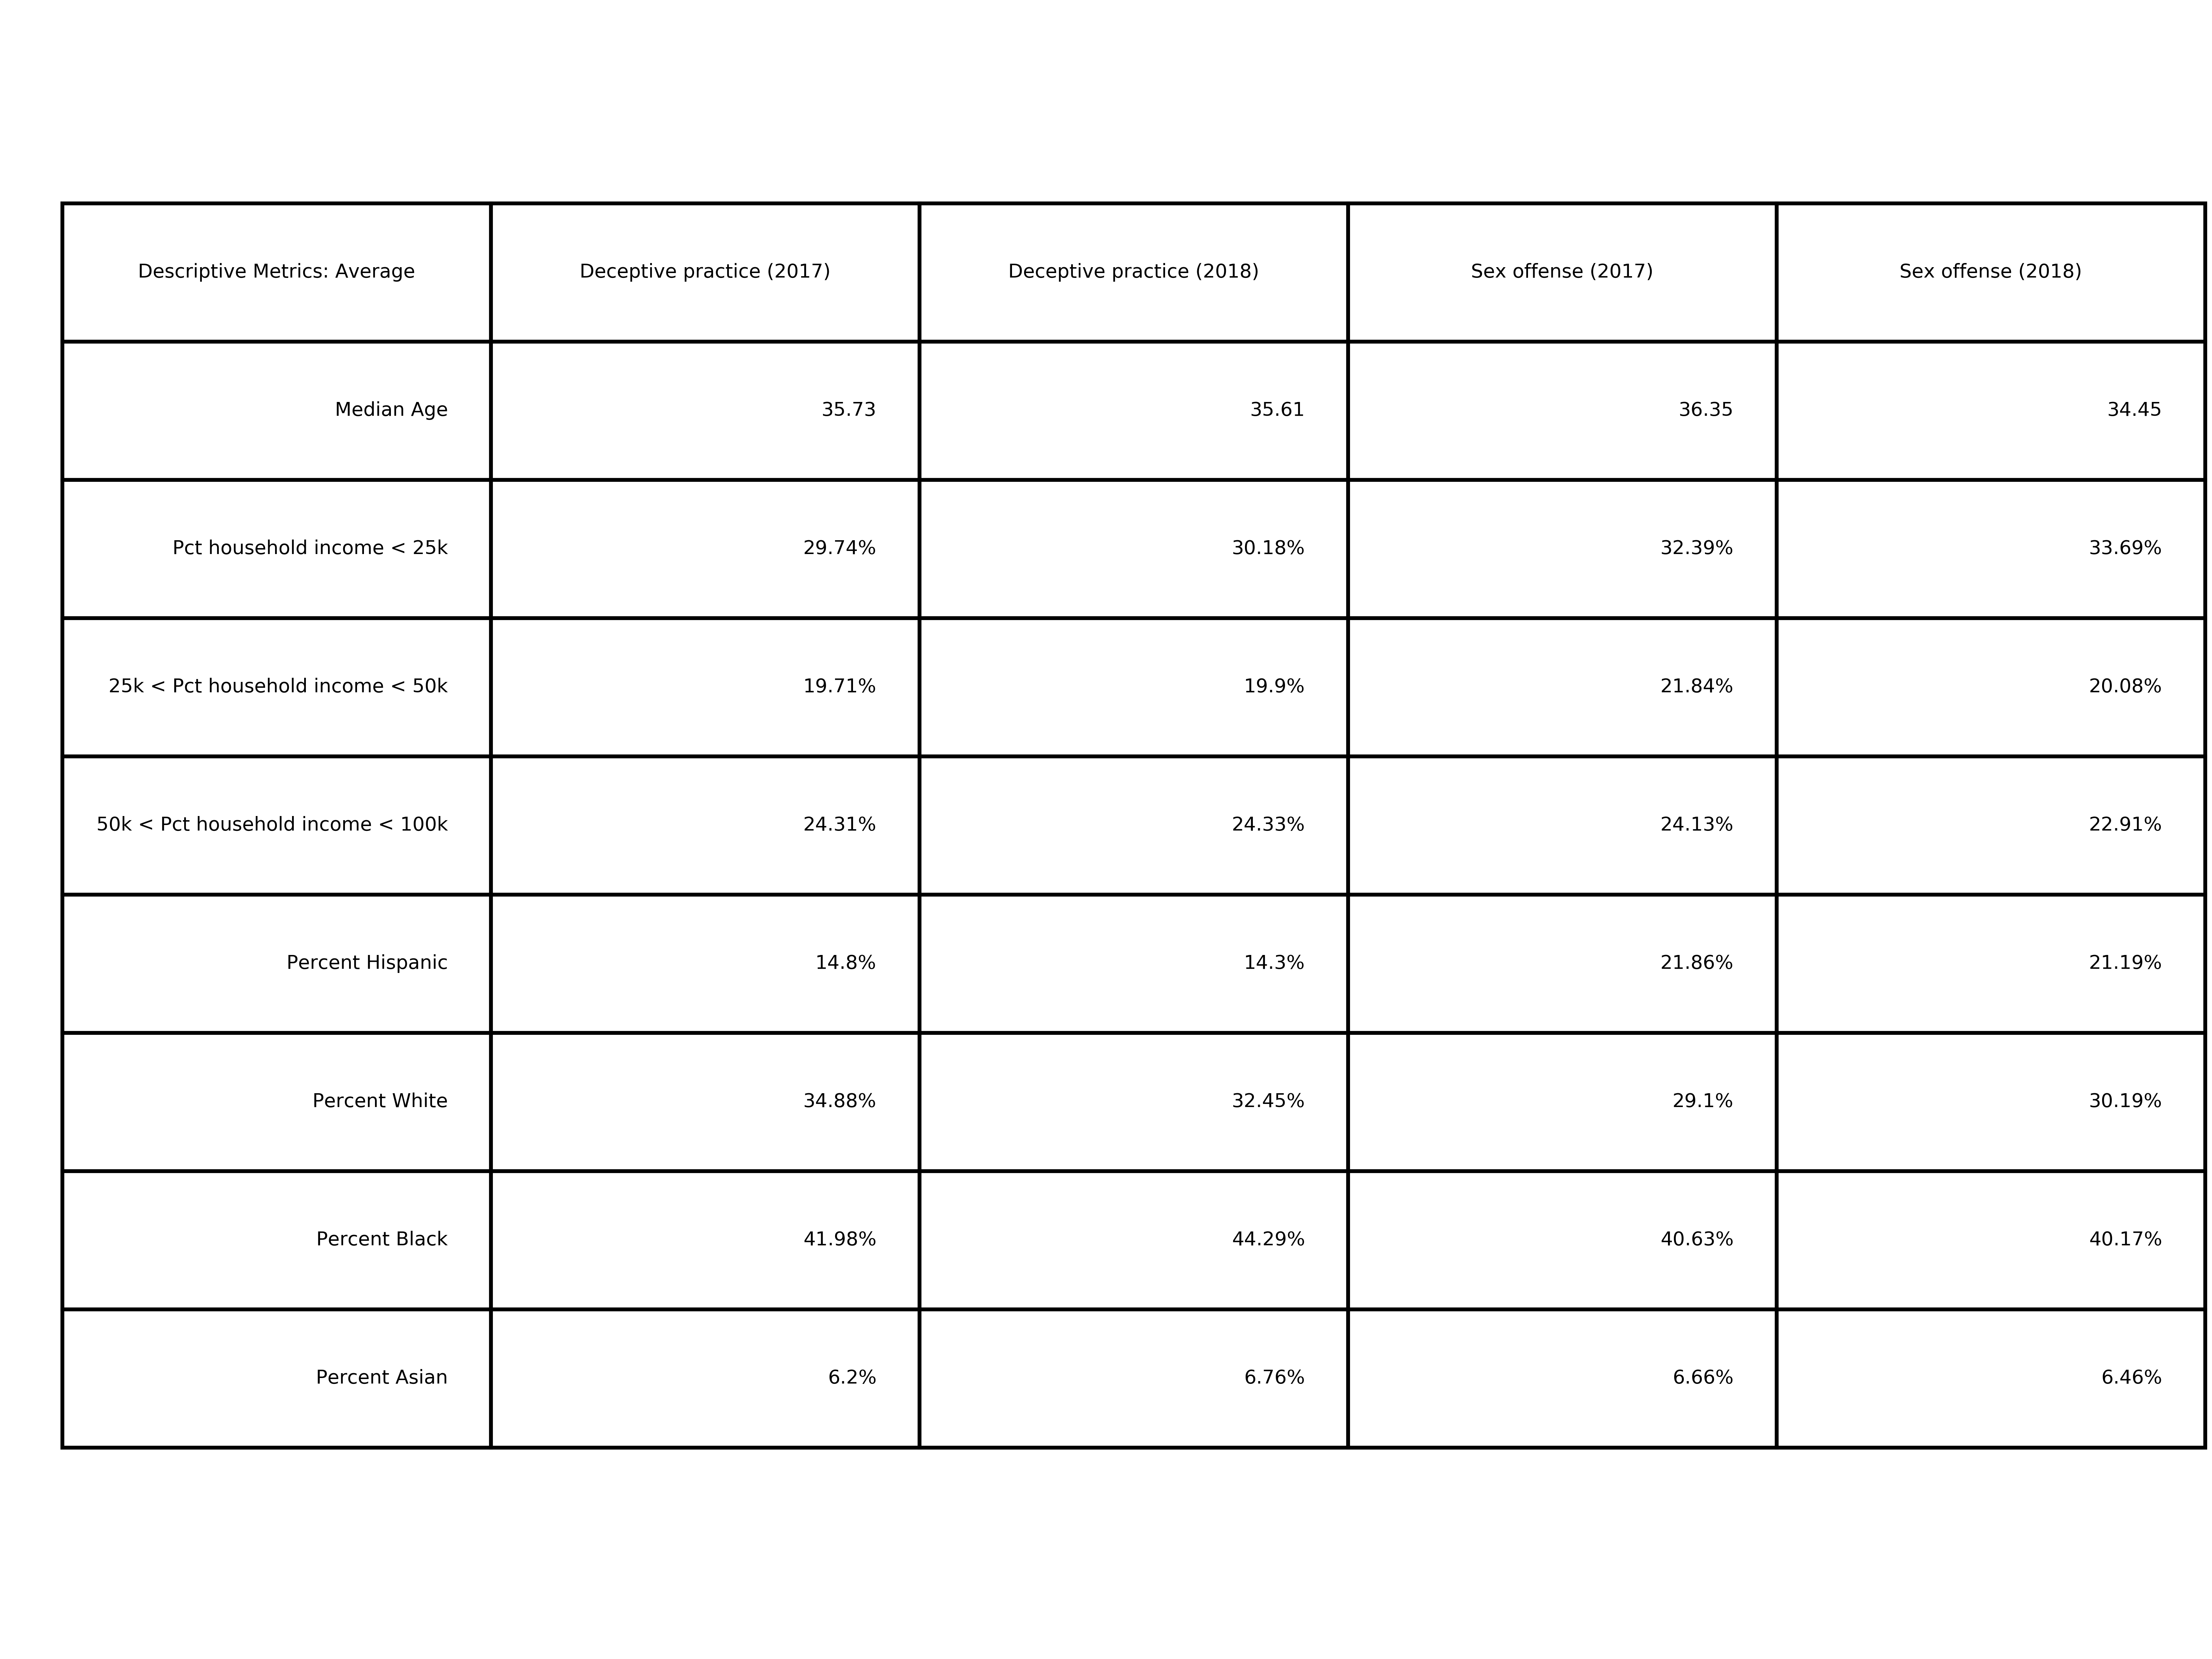 Descriptive Metrics: Average Deceptive practice (2017) Deceptive practice (2018) Sex offense (2017) Sex offense (2018)
Median Age 35.73 35.61 36.35 34.45
Pct household income < 25k 29.74% 30.18% 32.39% 33.69%
25k < Pct household income < 50k 19.71% 19.9% 21.84% 20.08%
50k < Pct household income < 100k 24.31% 24.33% 24.13% 22.91%
Percent Hispanic 14.8% 14.3% 21.86% 21.19%
Percent White 34.88% 32.45% 29.1% 30.19%
Percent Black 41.98% 44.29% 40.63% 40.17%
Percent Asian 6.2% 6.76% 6.66% 6.46%